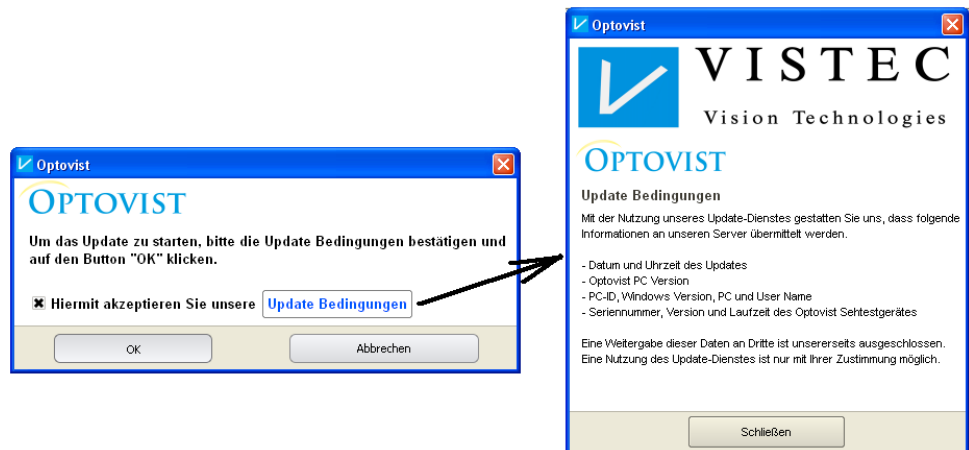 Optovist
OPTOVIST
Um das Update zu starten, bitte die Update Bedingungen bestätigen und
auf den Button "OK" klicken.
Hiermit akzeptieren Sie unsere Update Bedingungen
OK Abbrechen
Optovist
VISTEC
Vision Technologies
OPTOVIST
Update Bedingungen
Mit der Nutzung unseres Update-Dienstes gestatten Sie uns, dass folgende
Informationen an unseren Server übermittelt werden.
- Datum und Uhrzeit des Updates
- Optovist PC Version
- PC-ID, Windows Version, PC und User Name
- Seriennummer, Version und Laufzeit des Optovist Sehtestgerätes
Eine Weitergabe dieser Daten an Dritte ist unsererseits ausgeschlossen.
Eine Nutzung des Update-Dienstes ist nur mit Ihrer Zustimmung möglich.
Schließen